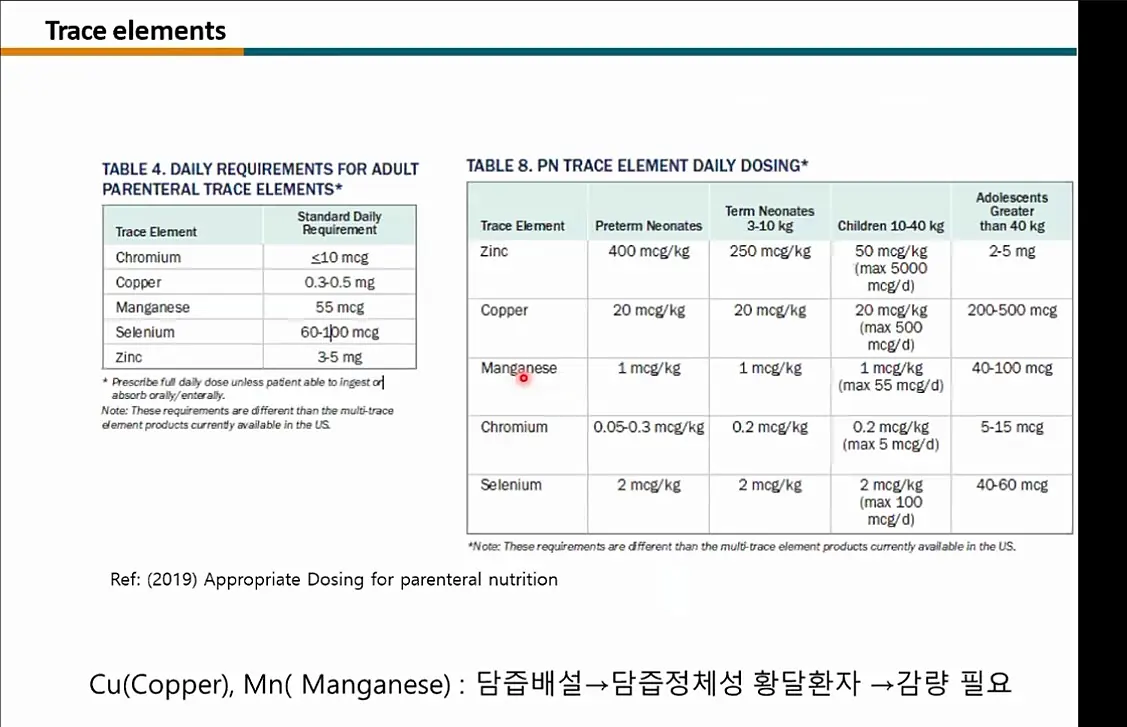 Trace elements
TABLE 4. DAILY REQUIREMENTS FOR ADULT
PARENTERAL TRACE ELEMENTS*
Trace Element Standard Daily Requirement
Chromium ≤10 mcg
Copper 0.3-0.5 mg
Manganese 55 mcg
Selenium 60-100 mcg
Zinc 3-5 mg
* Prescribe full daily dose unless patient able to ingest or
absorb orally/enterally.
Note: These requirements are different than the multi-trace
element products currently available in the US.
TABLE 8. PN TRACE ELEMENT DAILY DOSING*
Trace Element Preterm Neonates Term Neonates 3-10 kg Children 10-40 kg Adolescents Greater than 40 kg
Zinc 400 mcg/kg 250 mcg/kg 50 mcg/kg (max 5000 mcg/d) 2-5 mg
Copper 20 mcg/kg 20 mcg/kg 20 mcg/kg (max 500 mcg/d) 200-500 mcg
Manganese 1 mcg/kg 1 mcg/kg 1 mcg/kg (max 55 mcg/d) 40-100 mcg
Chromium 0.05-0.3 mcg/kg 0.2 mcg/kg 0.2 mcg/kg (max 5 mcg/d) 5-15 mcg
Selenium 2 mcg/kg 2 mcg/kg 2 mcg/kg (max 100 mcg/d) 40-60 mcg
*Note: These requirements are different than the multi-trace element products currently available in the US.
Ref: (2019) Appropriate Dosing for parenteral nutrition
Cu(Copper), Mn( Manganese) : 담즙배설→담즙정체성 황달환자 →감량 필요